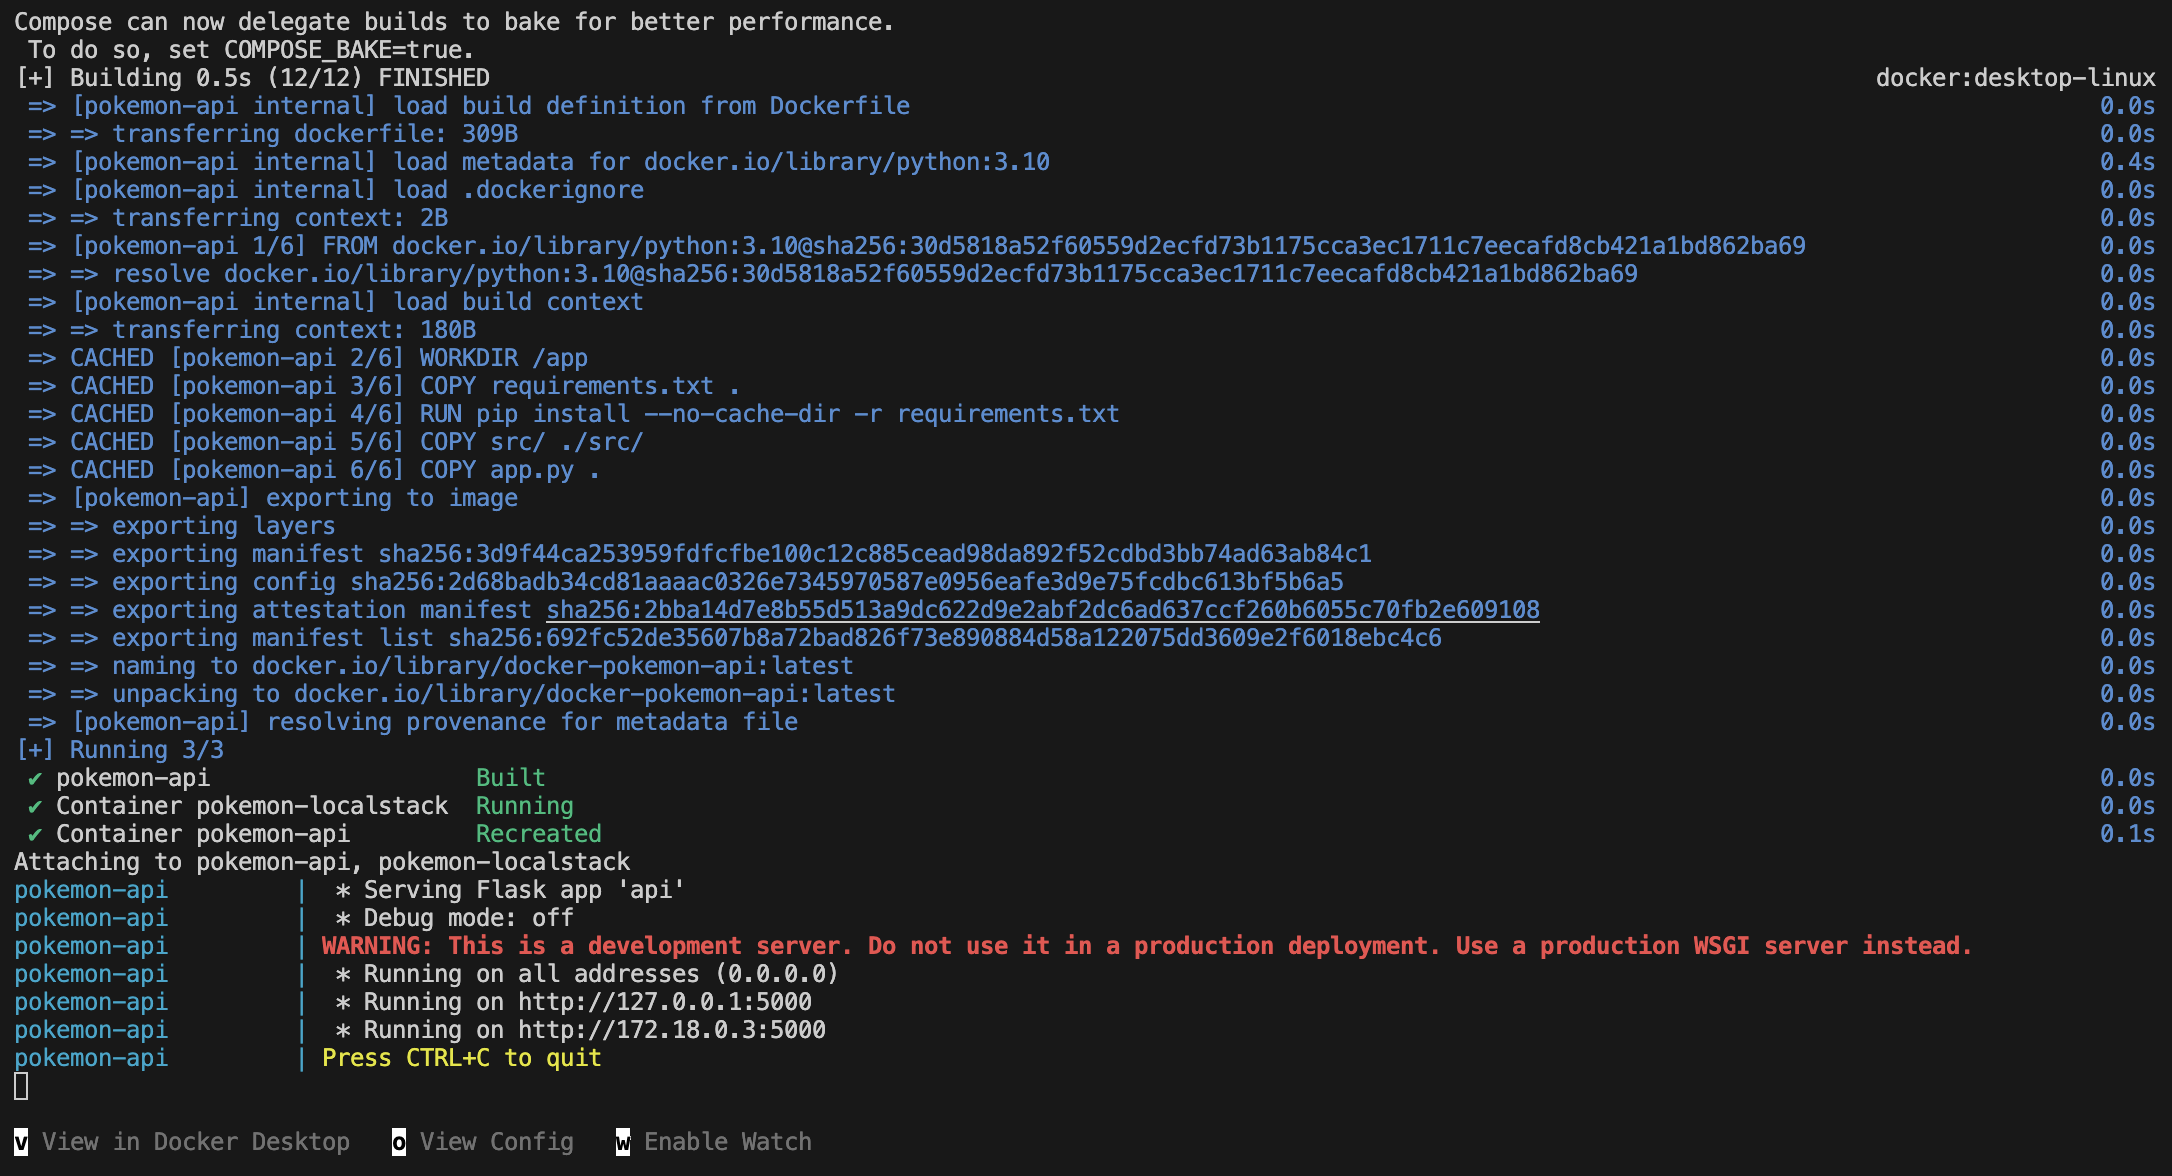 Compose can now delegate builds to bake for better performance.
 To do so, set COMPOSE_BAKE=true.
[+] Building 0.5s (12/12) FINISHED docker:desktop-linux
 => [pokemon-api internal] load build definition from Dockerfile 0.0s
 => => transferring dockerfile: 309B 0.0s
 => [pokemon-api internal] load metadata for docker.io/library/python:3.10 0.4s
 => [pokemon-api internal] load .dockerignore 0.0s
 => => transferring context: 2B 0.0s
 => [pokemon-api 1/6] FROM docker.io/library/python:3.10@sha256:30d5818a52f60559d2ecfd73b1175cca3ec1711c7eecafd8cb421a1bd862ba69 0.0s
 => => resolve docker.io/library/python:3.10@sha256:30d5818a52f60559d2ecfd73b1175cca3ec1711c7eecafd8cb421a1bd862ba69 0.0s
 => [pokemon-api internal] load build context 0.0s
 => => transferring context: 180B 0.0s
 => CACHED [pokemon-api 2/6] WORKDIR /app 0.0s
 => CACHED [pokemon-api 3/6] COPY requirements.txt . 0.0s
 => CACHED [pokemon-api 4/6] RUN pip install --no-cache-dir -r requirements.txt 0.0s
 => CACHED [pokemon-api 5/6] COPY src/ ./src/ 0.0s
 => CACHED [pokemon-api 6/6] COPY app.py . 0.0s
 => [pokemon-api] exporting to image 0.0s
 => => exporting layers 0.0s
 => => exporting manifest sha256:3d9f44ca253959fdfcfbe100c12c885cead98da892f52cdbd3bb74ad63ab84c1 0.0s
 => => exporting config sha256:2d68badb34cd81aaaac0326e7345970587e0956eafe3d9e75fcdbc613bf5b6a5 0.0s
 => => exporting attestation manifest sha256:2bba14d7e8b55d513a9dc622d9e2abf2dc6ad637ccf260b6055c70fb2e609108 0.0s
 => => exporting manifest list sha256:692fc52de35607b8a72bad826f73e890884d58a122075dd3609e2f6018ebc4c6 0.0s
 => => naming to docker.io/library/docker-pokemon-api:latest 0.0s
 => => unpacking to docker.io/library/docker-pokemon-api:latest 0.0s
 => [pokemon-api] resolving provenance for metadata file 0.0s
[+] Running 3/3
 ✔ pokemon-api Built 0.0s
 ✔ Container pokemon-localstack Running 0.0s
 ✔ Container pokemon-api Recreated 0.1s
Attaching to pokemon-api, pokemon-localstack
pokemon-api | * Serving Flask app 'api'
pokemon-api | * Debug mode: off
pokemon-api | WARNING: This is a development server. Do not use it in a production deployment. Use a production WSGI server instead.
pokemon-api | * Running on all addresses (0.0.0.0)
pokemon-api | * Running on http://127.0.0.1:5000
pokemon-api | * Running on http://172.18.0.3:5000
pokemon-api | Press CTRL+C to quit
v View in Docker Desktop o View Config w Enable Watch